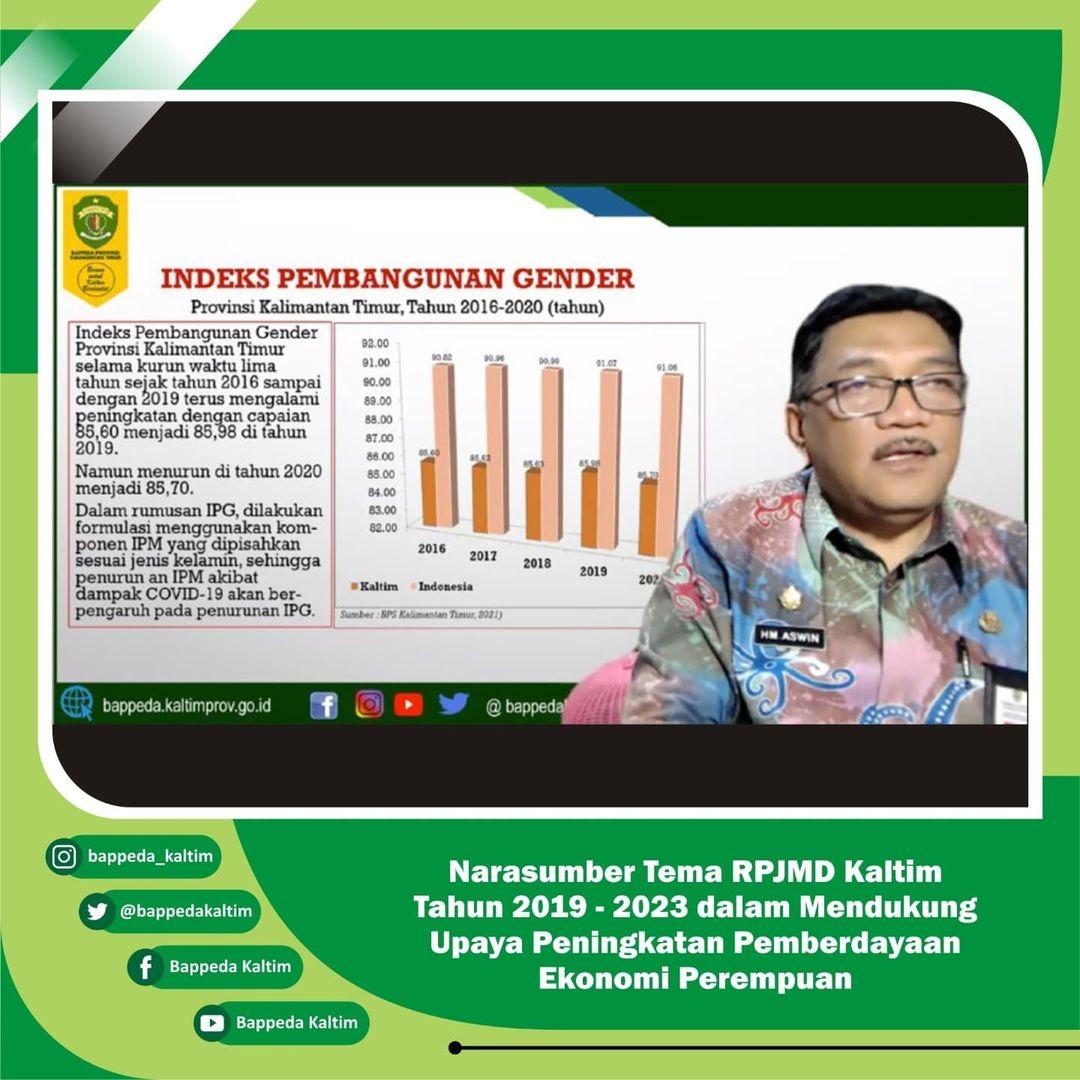 BAPPEDA PROVINSI
KALIMANTAN TIMUR
INDEKS PEMBANGUNAN GENDER
Provinsi Kalimantan Timur, Tahun 2016-2020 (tahun)
Indeks Pembangunan Gender
Provinsi Kalimantan Timur
selama kurun waktu lima
tahun sejak tahun 2016 sampai
dengan 2019 terus mengalami
peningkatan dengan capaian
85,60 menjadi 85,98 di tahun
2019.
Namun menurun di tahun 2020
menjadi 85,70.
Dalam rumusan IPG, dilakukan
formulasi menggunakan kom-
ponen IPM yang dipisahkan
sesuai jenis kelamin, sehingga
penurun an IPM akibat
dampak COVID-19 akan ber-
pengaruh pada penurunan IPG.
92.00
91.00
90.00
89.00
88.00
87.00
86.00
85.00
84.00
83.00
82.00
90.82
90.96
90.99
91.07
91.06
85.60
85.62
85.63
85.98
85.70
2016
2017
2018
2019
202
Kaltim Indonesia
Sumber : BPS Kalimantan Timur, 2021)
HM. ASWIN
bappeda.kaltimprov.go.id
@ bappeda
bappeda_kaltim
@bappedakaltim
Bappeda Kaltim
Bappeda Kaltim
Narasumber Tema RPJMD Kaltim
Tahun 2019 - 2023 dalam Mendukung
Upaya Peningkatan Pemberdayaan
Ekonomi Perempuan